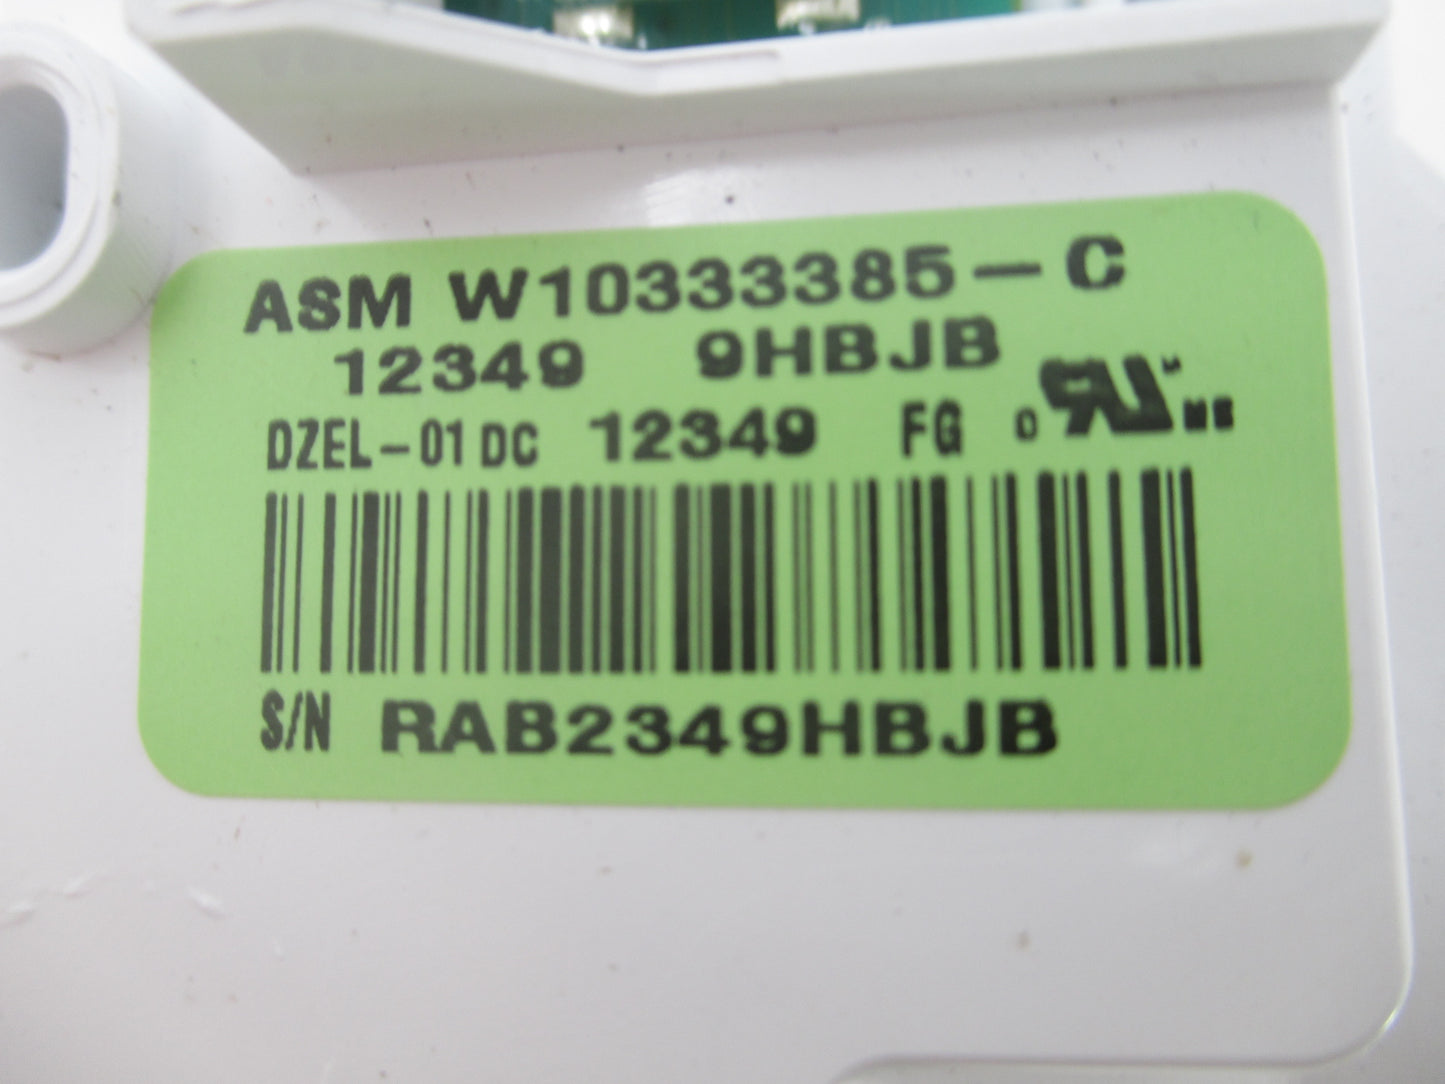 ASM W10333385-C
12349 9HBJB
DZEL-01 DC 12349 FG
S/N RAB2349HBJB